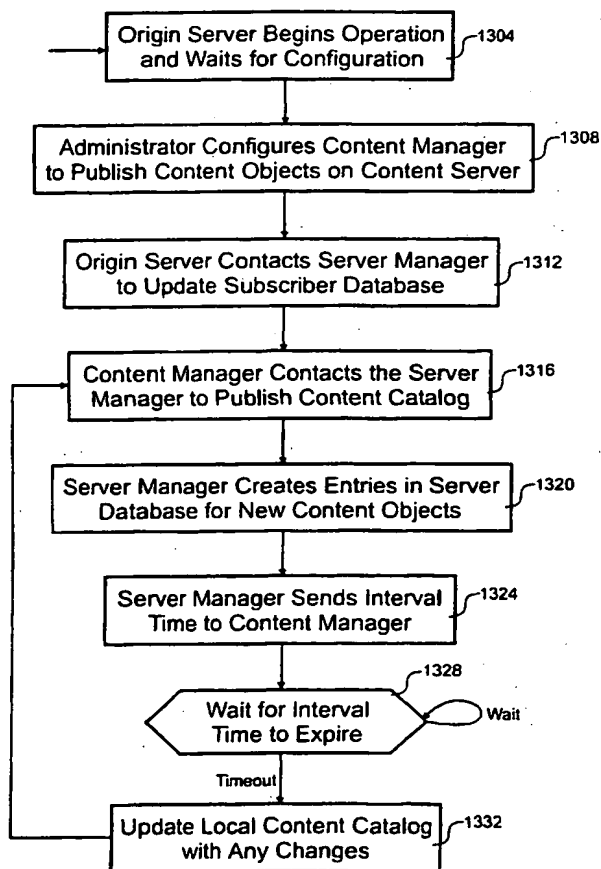 Origin Server Begins Operation
and Waits for Configuration
1304
Administrator Configures Content Manager
to Publish Content Objects on Content Server
1308
Origin Server Contacts Server Manager
to Update Subscriber Database
1312
Content Manager Contacts the Server
Manager to Publish Content Catalog
1316
Server Manager Creates Entries in Server
Database for New Content Objects
1320
Server Manager Sends Interval
Time to Content Manager
1324
1328
Wait for Interval
Time to Expire
Wait
Timeout
Update Local Content Catalog
with Any Changes
1332